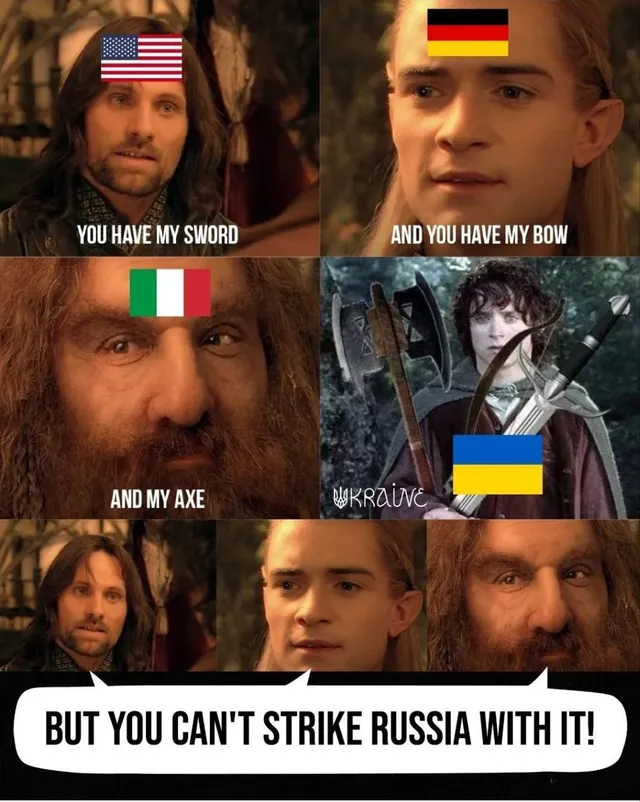 YOU HAVE MY SWORD
AND YOU HAVE MY BOW
AND MY AXE
UKRAINE
BUT YOU CAN'T STRIKE RUSSIA WITH IT!